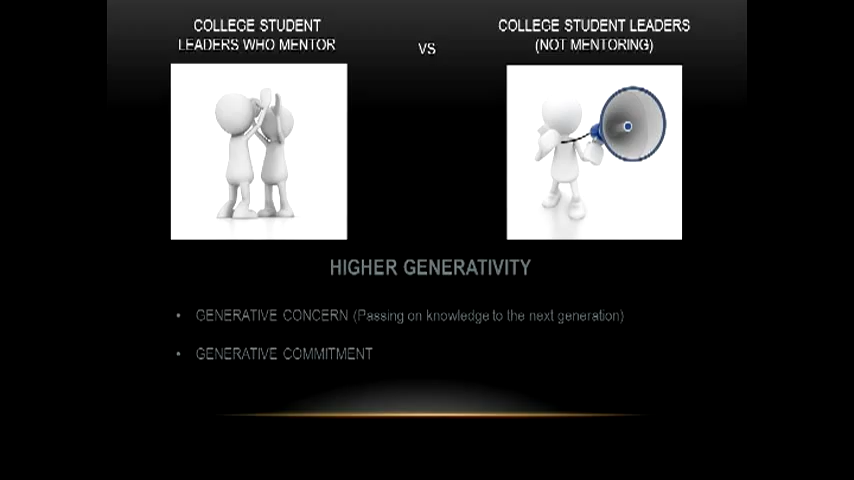 COLLEGE STUDENT
LEADERS WHO MENTOR
VS
COLLEGE STUDENT LEADERS
(NOT MENTORING)
HIGHER GENERATIVITY
• GENERATIVE CONCERN (Passing on knowledge to the next generation)
• GENERATIVE COMMITMENT